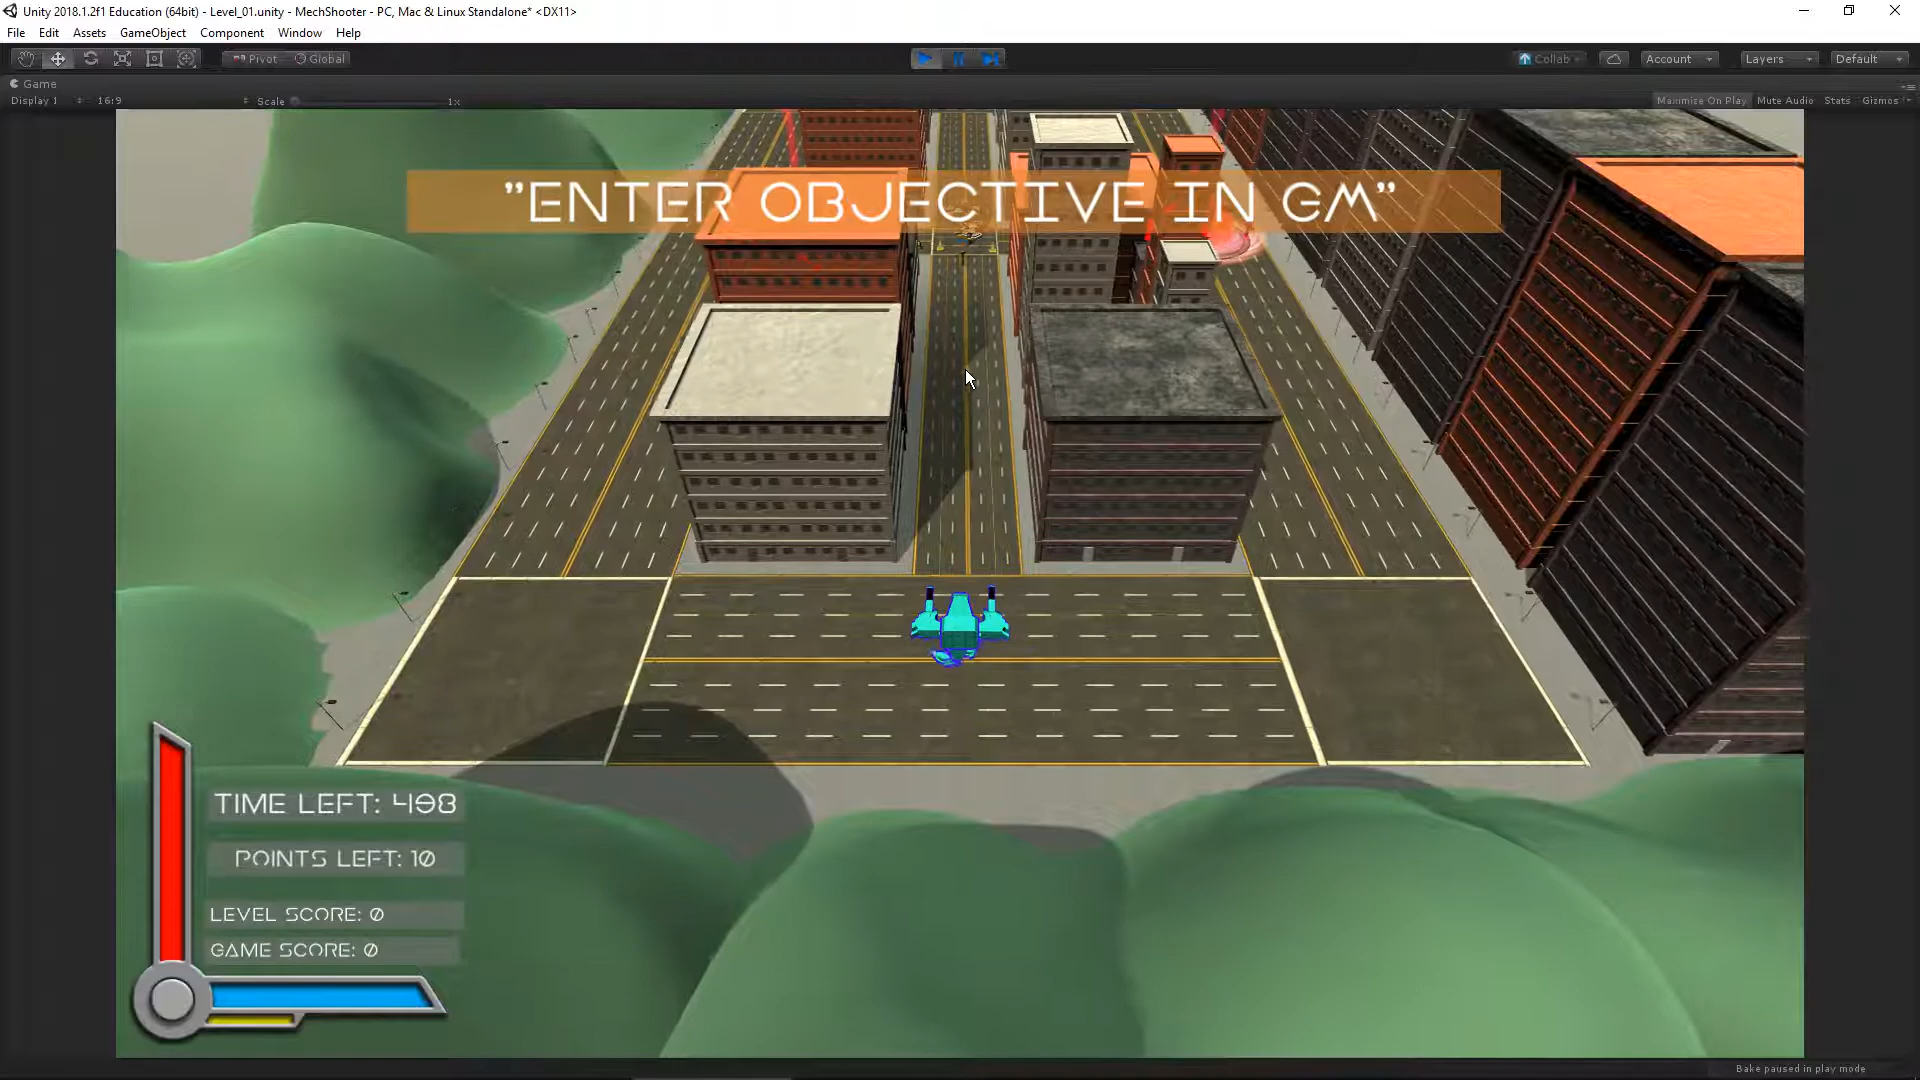 Unity 2018.1.2f1 Education (64bit) - Level_01.unity - MechShooter - PC, Mac & Linux Standalone* <DX11>
File Edit Assets GameObject Component Window Help
Pivot Global Collab Account Layers Default
Game
Display 1 16:9 Scale 1x Maximize On Play Mute Audio Stats Gizmos
"ENTER OBJECTIVE IN GM"
TIME LEFT: 498
POINTS LEFT: 10
LEVEL SCORE: 0
GAME SCORE: 0
Bake paused in play mode